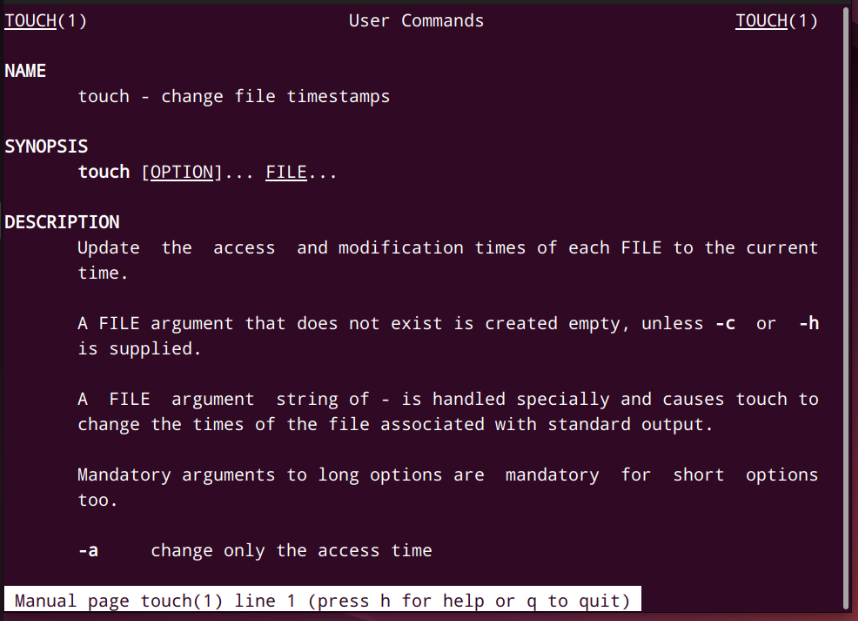 TOUCH(1) User Commands TOUCH(1)
NAME
touch - change file timestamps
SYNOPSIS
touch [OPTION]... FILE...
DESCRIPTION
Update the access and modification times of each FILE to the current
time.
A FILE argument that does not exist is created empty, unless -c or -h
is supplied.
A FILE argument string of - is handled specially and causes touch to
change the times of the file associated with standard output.
Mandatory arguments to long options are mandatory for short options
too.
-a change only the access time
Manual page touch(1) line 1 (press h for help or q to quit)